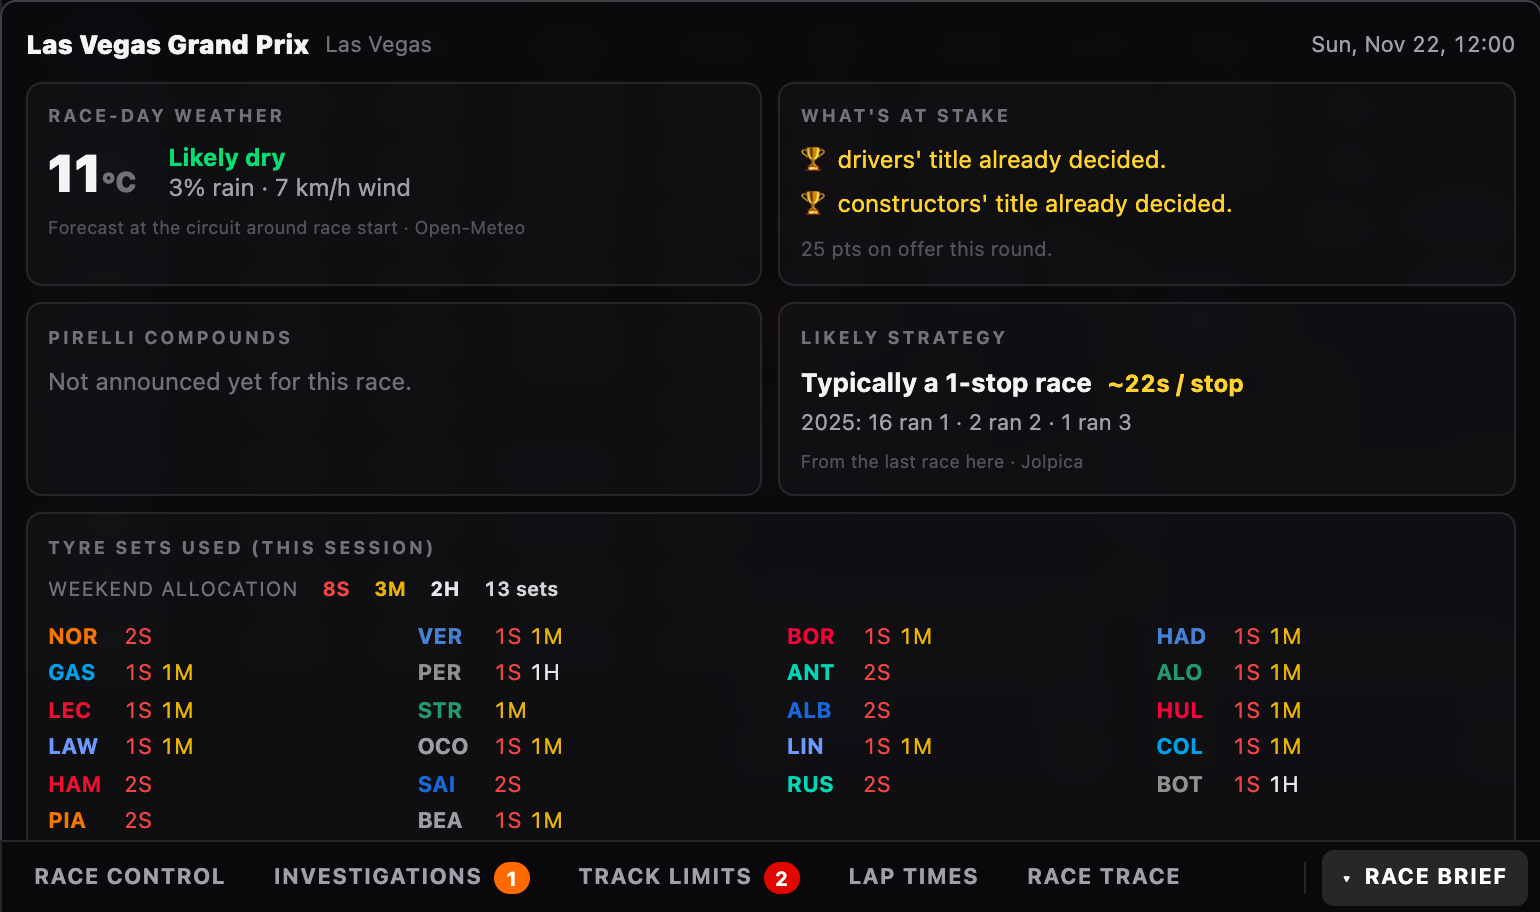 Las Vegas Grand Prix Las Vegas
Sun, Nov 22, 12:00
RACE-DAY WEATHER
11°C
Likely dry
3% rain · 7 km/h wind
Forecast at the circuit around race start · Open-Meteo
WHAT'S AT STAKE
🏆 drivers' title already decided.
🏆 constructors' title already decided.
25 pts on offer this round.
PIRELLI COMPOUNDS
Not announced yet for this race.
LIKELY STRATEGY
Typically a 1-stop race ~22s / stop
2025: 16 ran 1 · 2 ran 2 · 1 ran 3
From the last race here · Jolpica
TYRE SETS USED (THIS SESSION)
WEEKEND ALLOCATION 8S 3M 2H 13 sets
NOR 2S VER 1S 1M BOR 1S 1M HAD 1S 1M
GAS 1S 1M PER 1S 1H ANT 2S ALO 1S 1M
LEC 1S 1M STR 1M ALB 2S HUL 1S 1M
LAW 1S 1M OCO 1S 1M LIN 1S 1M COL 1S 1M
HAM 2S SAI 2S RUS 2S BOT 1S 1H
PIA 2S BEA 1S 1M
RACE CONTROL INVESTIGATIONS 1 TRACK LIMITS 2 LAP TIMES RACE TRACE ▾ RACE BRIEF